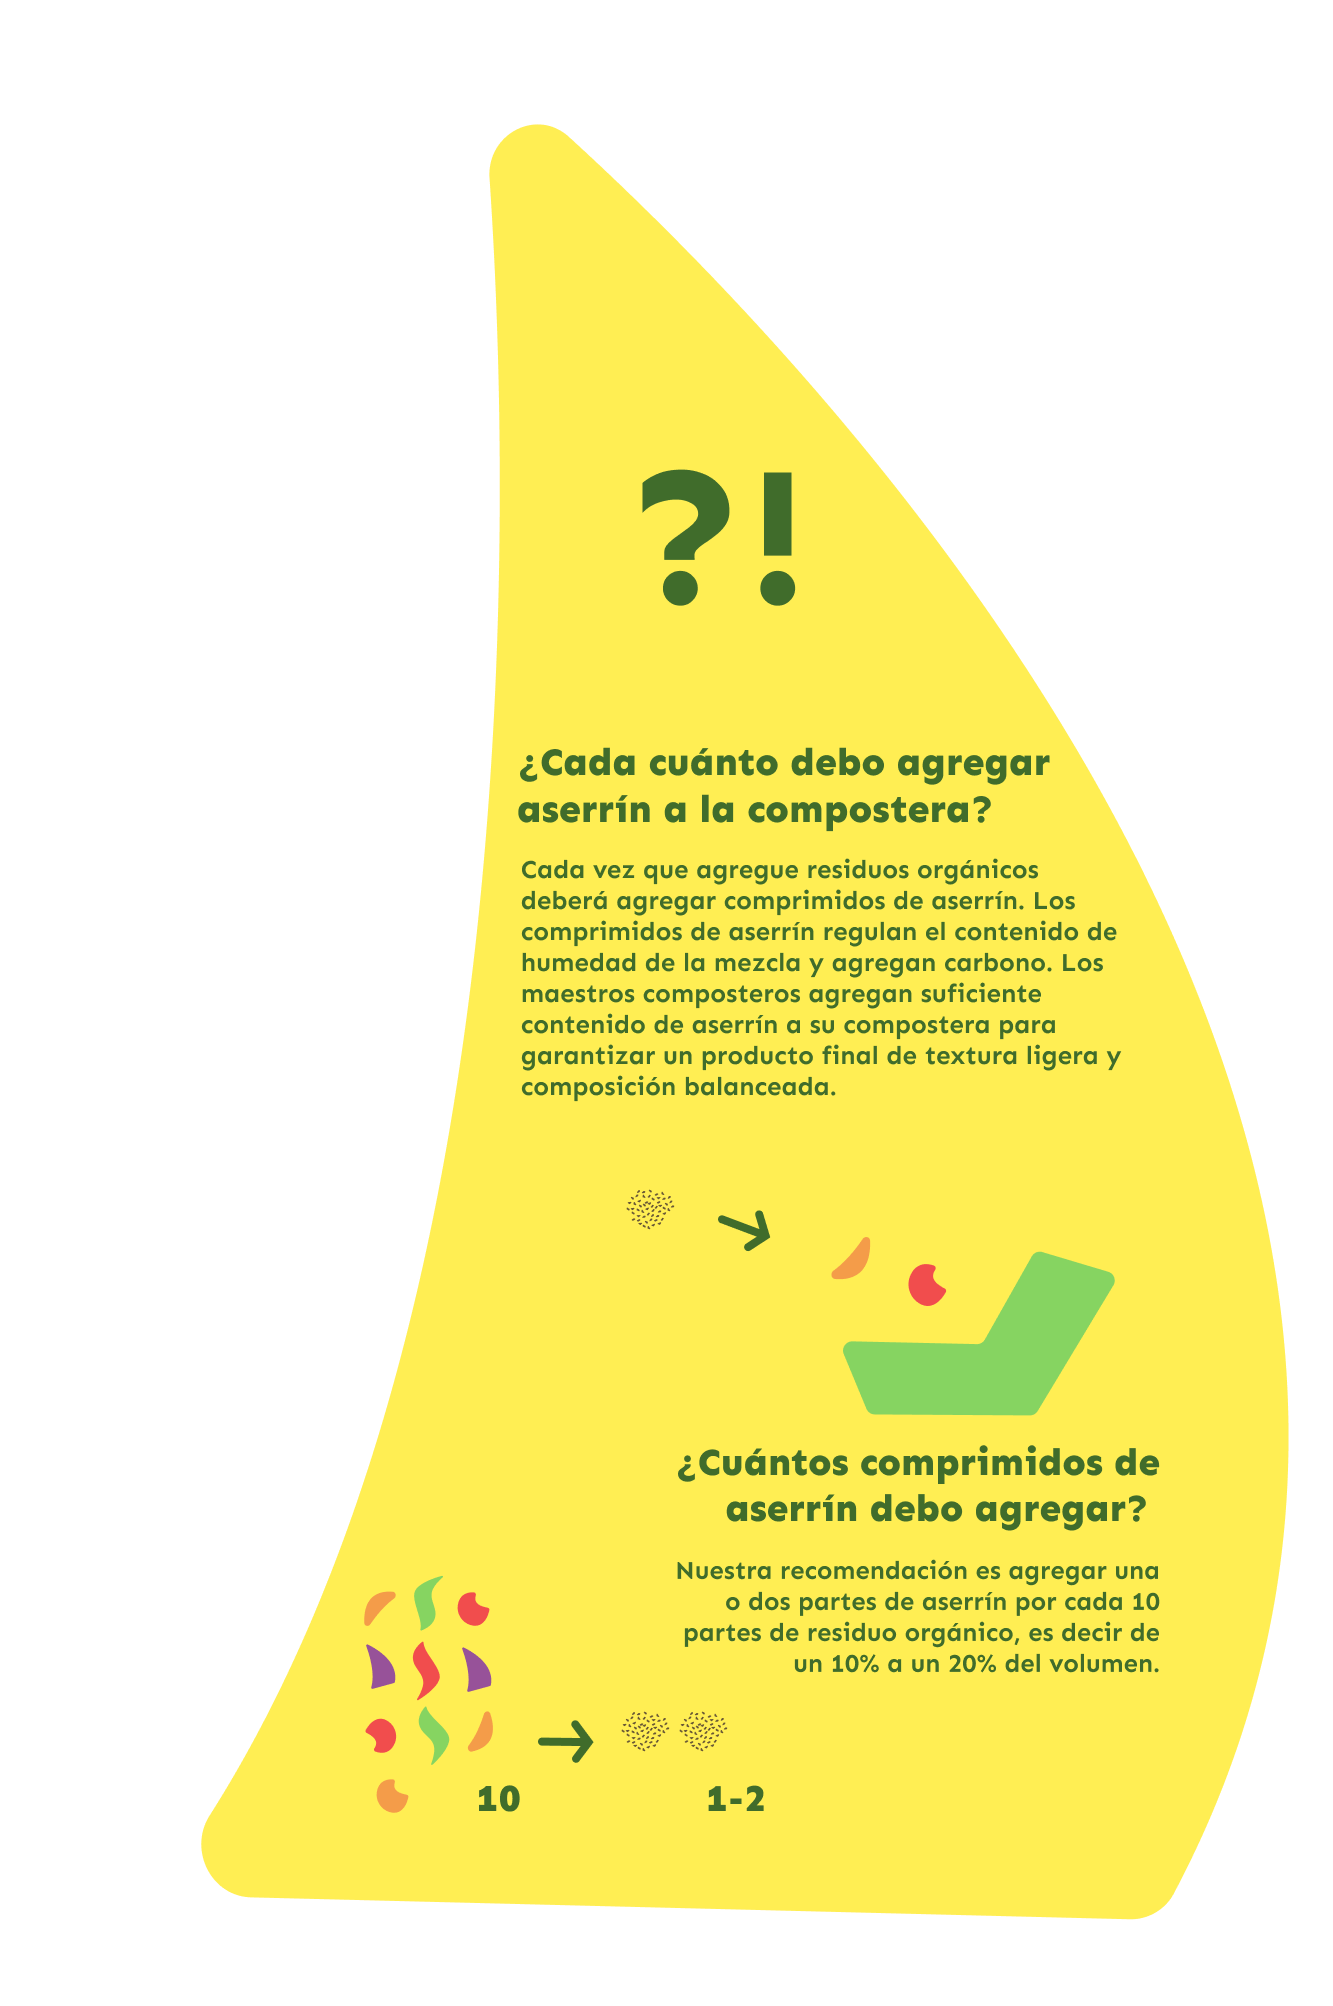 ?!
¿Cada cuánto debo agregar
aserrín a la compostera?
Cada vez que agregue residuos orgánicos
deberá agregar comprimidos de aserrín. Los
comprimidos de aserrín regulan el contenido de
humedad de la mezcla y agregan carbono. Los
maestros composteros agregan suficiente
contenido de aserrín a su compostera para
garantizar un producto final de textura ligera y
composición balanceada.
¿Cuántos comprimidos de
aserrín debo agregar?
Nuestra recomendación es agregar una
o dos partes de aserrín por cada 10
partes de residuo orgánico, es decir de
un 10% a un 20% del volumen.
10 1-2